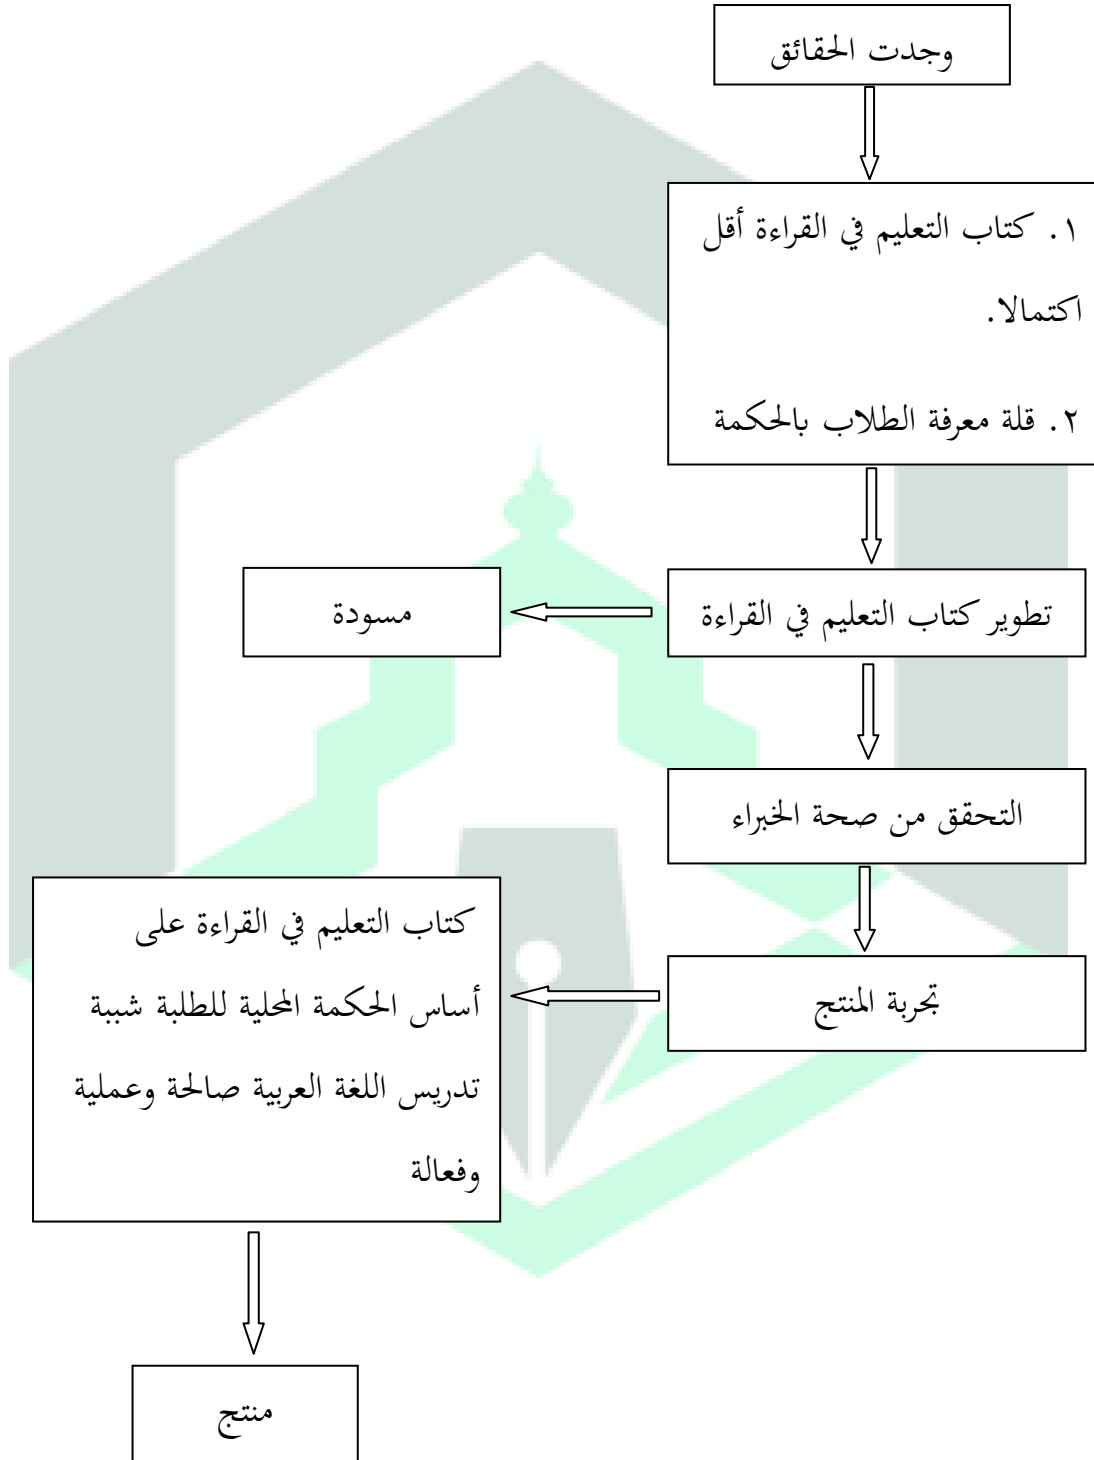 وجدت الحقائق
١. كتاب التعليم في القراءة أقل
اكتمالا.
٢. قلة معرفة الطلاب بالحكمة
تطوير كتاب التعليم في القراءة
مسودة
التحقق من صحة الخبراء
تجربة المنتج
كتاب التعليم في القراءة على
أساس الحكمة المحلية للطلبة شببة
تدريس اللغة العربية صالحة وعملية
وفعالة
منتج